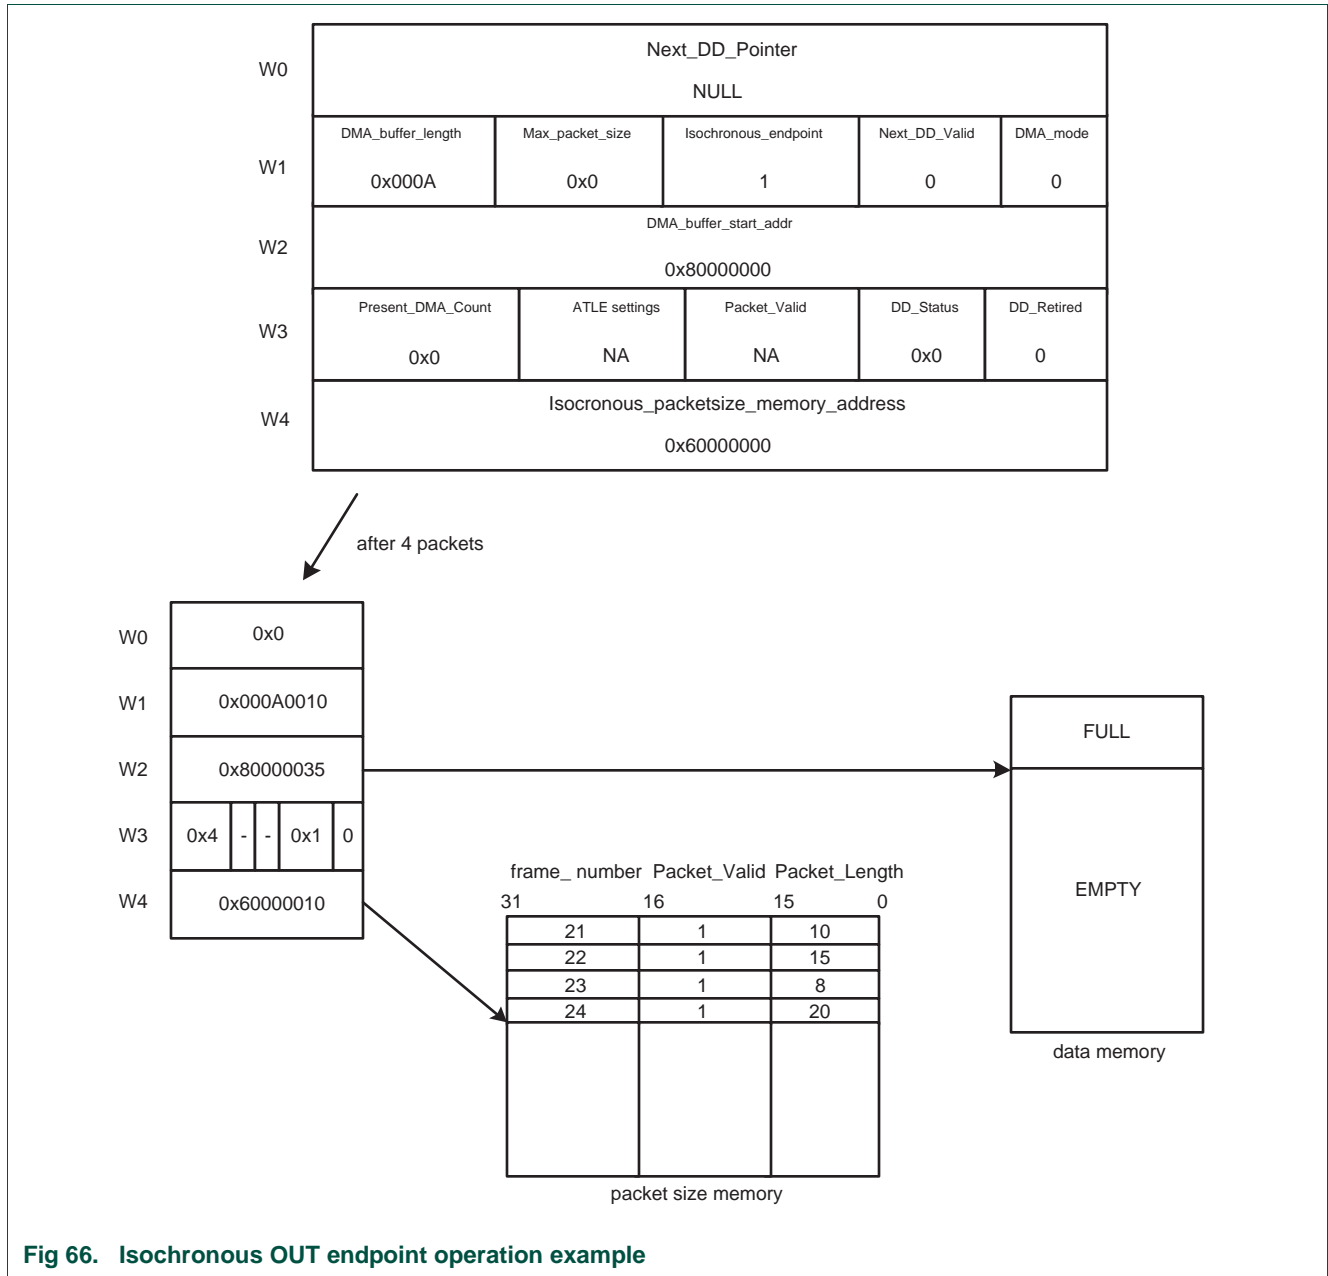 Next_DD_Pointer
W0
NULL
DMA_buffer_length Max_packet_size Isochronous_endpoint Next_DD_Valid DMA_mode
W1
0x000A 0x0 1 0 0
DMA_buffer_start_addr
W2
0x80000000
Present_DMA_Count ATLE settings Packet_Valid DD_Status DD_Retired
W3
0x0 NA NA 0x0 0
Isocronous_packetsize_memory_address
W4
0x60000000
after 4 packets
W0 0x0
W1 0x000A0010
FULL
W2 0x80000035
W3 0x4 - - 0x1 0
frame_ number Packet_Valid Packet_Length
EMPTY
W4 0x60000010
31 16 15 0
21 1 10
22 1 15
23 1 8
24 1 20
data memory
packet size memory
Fig 66. Isochronous OUT endpoint operation example